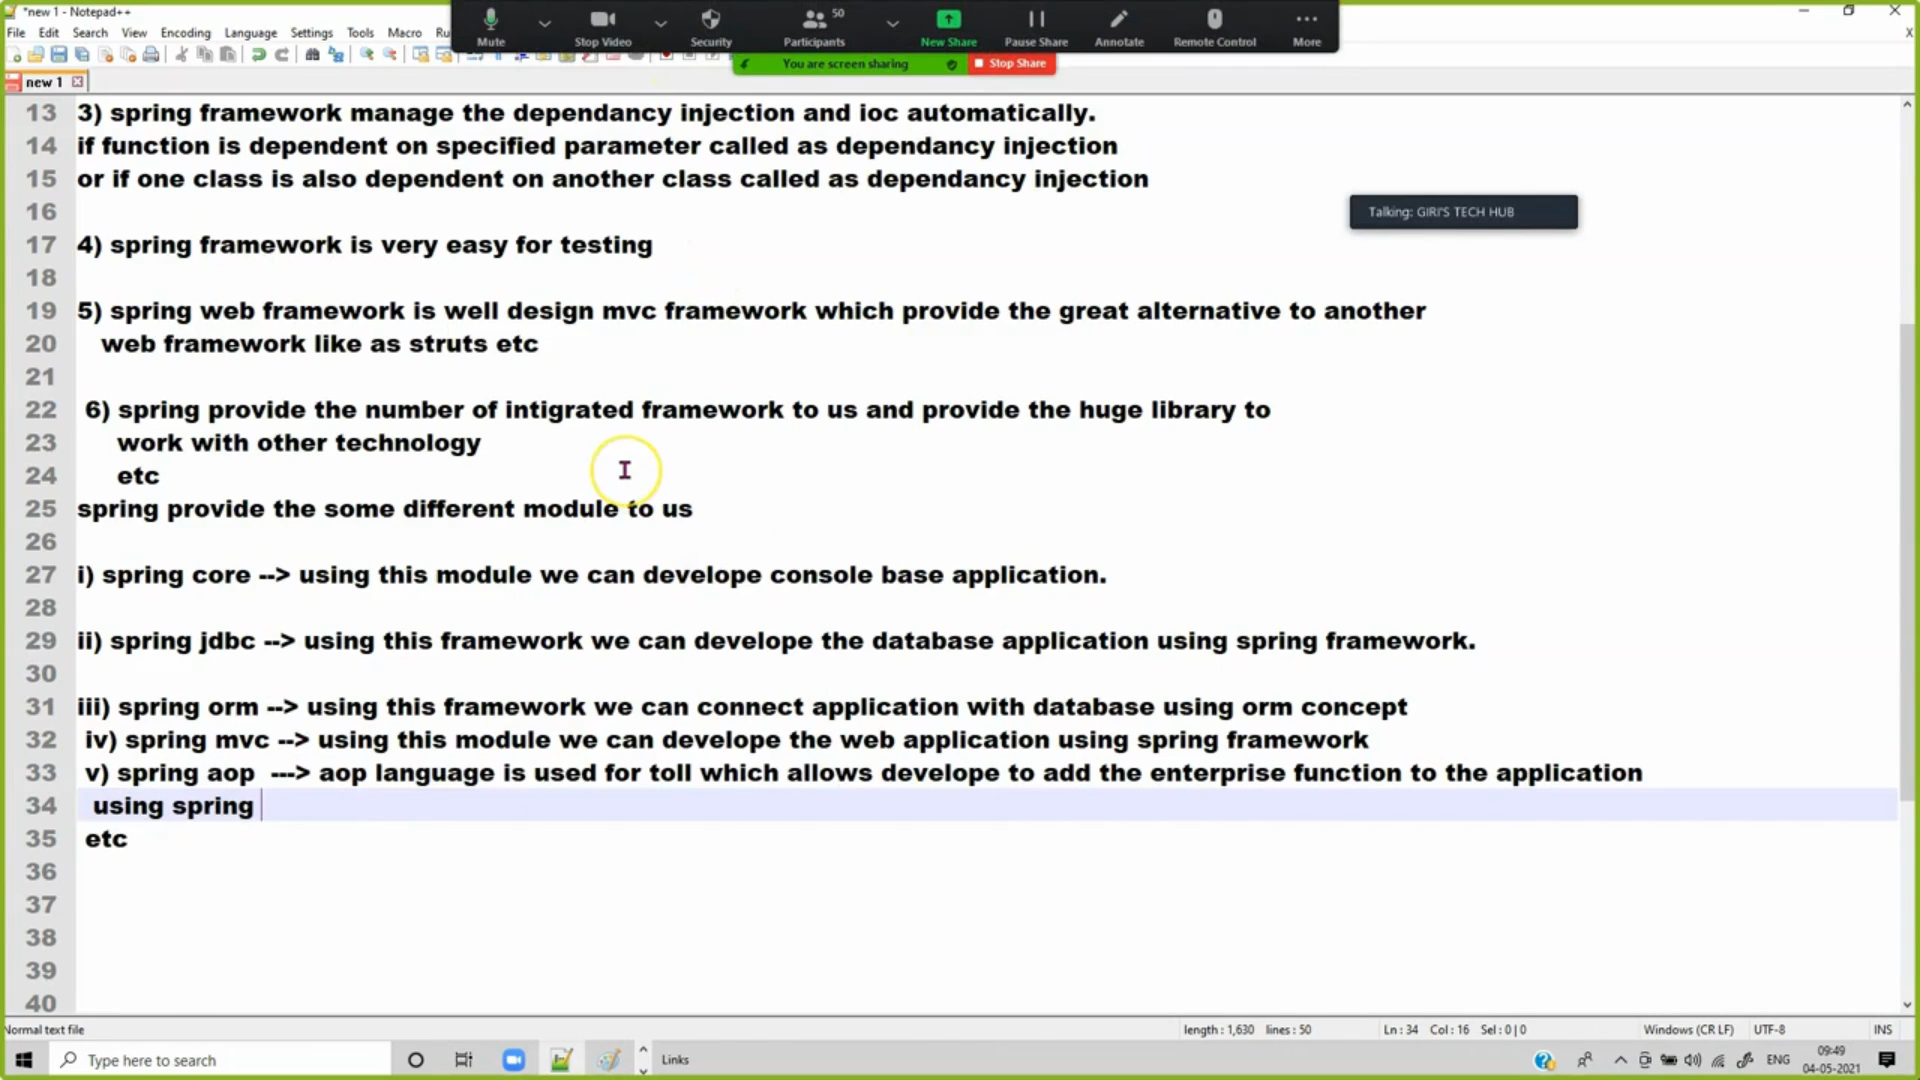 *new 1 - Notepad++
File Edit Search View Encoding Language Settings Tools Macro Ru
Mute Stop Video Security Participants 50 New Share Pause Share Annotate Remote Control More
You are screen sharing Stop Share
new 1
13 3) spring framework manage the dependancy injection and ioc automatically.
14 if function is dependent on specified parameter called as dependancy injection
15 or if one class is also dependent on another class called as dependancy injection
16
Talking: GIRI'S TECH HUB
17 4) spring framework is very easy for testing
18
19 5) spring web framework is well design mvc framework which provide the great alternative to another
20 web framework like as struts etc
21
22 6) spring provide the number of intigrated framework to us and provide the huge library to
23 work with other technology
24 etc
25 spring provide the some different module to us
26
27 i) spring core --> using this module we can develope console base application.
28
29 ii) spring jdbc --> using this framework we can develope the database application using spring framework.
30
31 iii) spring orm --> using this framework we can connect application with database using orm concept
32 iv) spring mvc --> using this module we can develope the web application using spring framework
33 v) spring aop ---> aop language is used for toll which allows develope to add the enterprise function to the application
34 using spring
35 etc
36
37
38
39
40
Normal text file length : 1,630 lines : 50 Ln : 34 Col : 16 Sel : 0 | 0 Windows (CR LF) UTF-8 INS
Type here to search Links ENG 09:49
04-05-2021